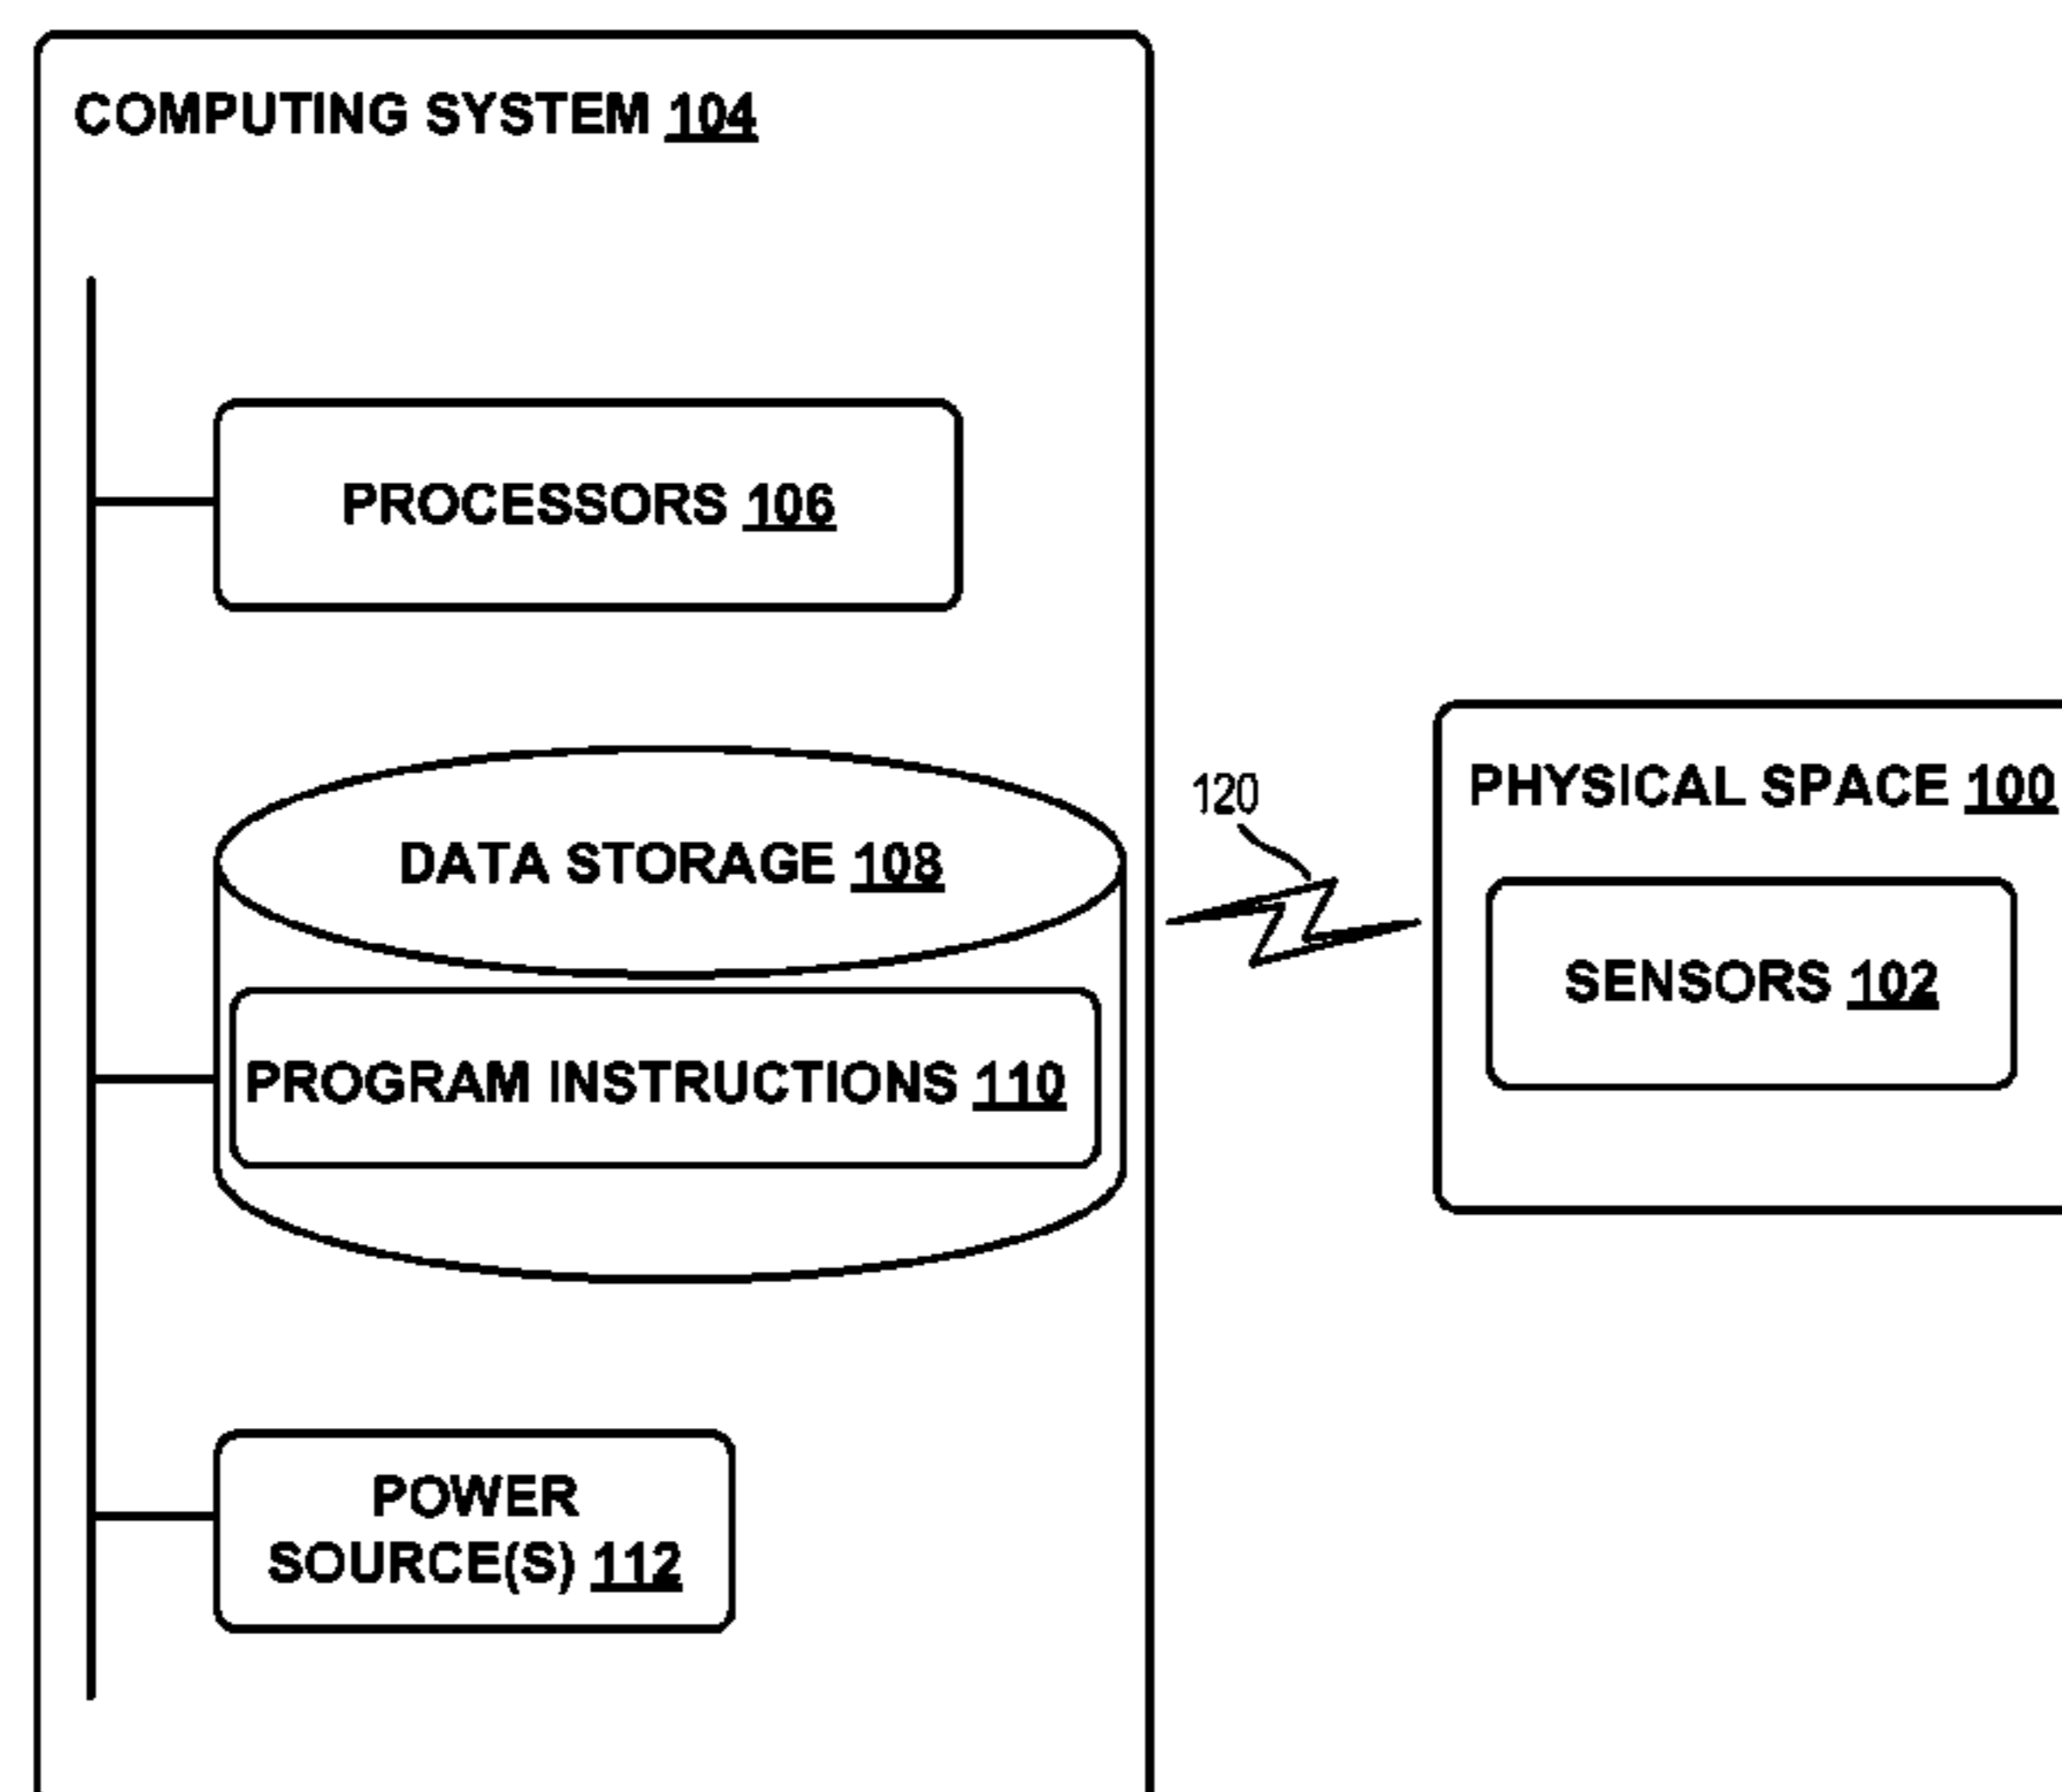 COMPUTING SYSTEM 104
PROCESSORS 106
DATA STORAGE 108
PROGRAM INSTRUCTIONS 110
POWER
SOURCE(S) 112
120
PHYSICAL SPACE 100
SENSORS 102